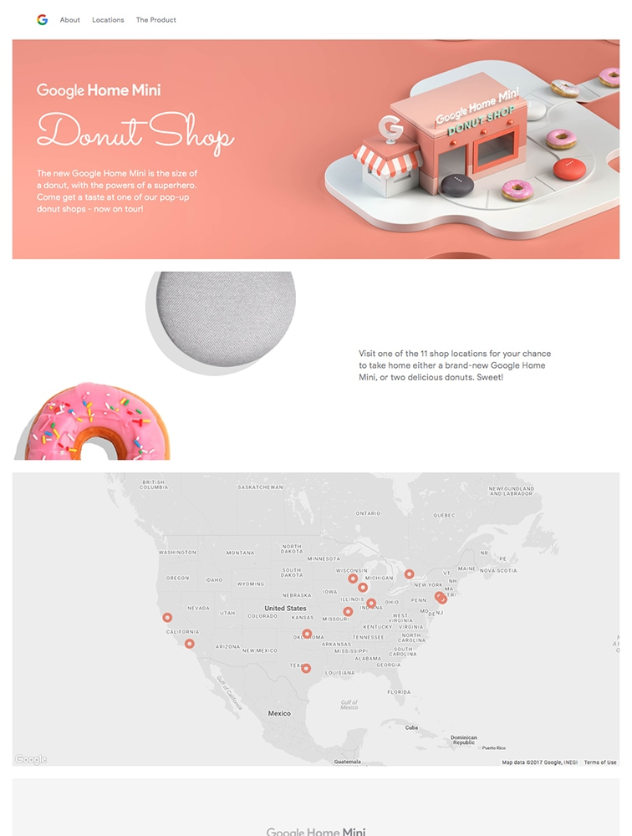 G About Locations The Product
Google Home Mini
Donut Shop
The new Google Home Mini is the size of
a donut, with the powers of a superhero.
Come get a taste at one of our pop-up
donut shops - now on tour!
G
Google Home Mini
DONUT SHOP
Visit one of the 11 shop locations for your chance
to take home either a brand-new Google Home
Mini, or two delicious donuts. Sweet!
BRITISH
COLUMBIA
SASKATCHEWAN
NEWFOUNDLAND
AND LABRADOR
ONTARIO
QUEBEC
WASHINGTON
MONTANA
NORTH
DAKOTA
MINNESOTA
NB
PE
MAINE
NOVA SCOTIA
OREGON
IDAHO
WYOMING
SOUTH
DAKOTA
WISCONSIN
MICHIGAN
VT
NH
NEW YORK
MA
NEBRASKA
IOWA
ILLINOIS
INDIANA
OHIO
PENN
NEVADA
UTAH
COLORADO
United States
KANSAS
MISSOURI
WEST
VIRGINIA
MD
DE
NJ
KENTUCKY
VIRGINIA
CALIFORNIA
ARIZONA
NEW MEXICO
OKLAHOMA
ARKANSAS
TENNESSEE
NORTH
CAROLINA
MISSISSIPPI
ALABAMA
SOUTH
CAROLINA
GEORGIA
TEXAS
LOUISIANA
FLORIDA
Gulf of California
Gulf of
Mexico
Mexico
Cuba
Dominican
Republic
Puerto Rico
Guatemala
Google
Map data ©2017 Google, INEGI Terms of Use
Google Home Mini